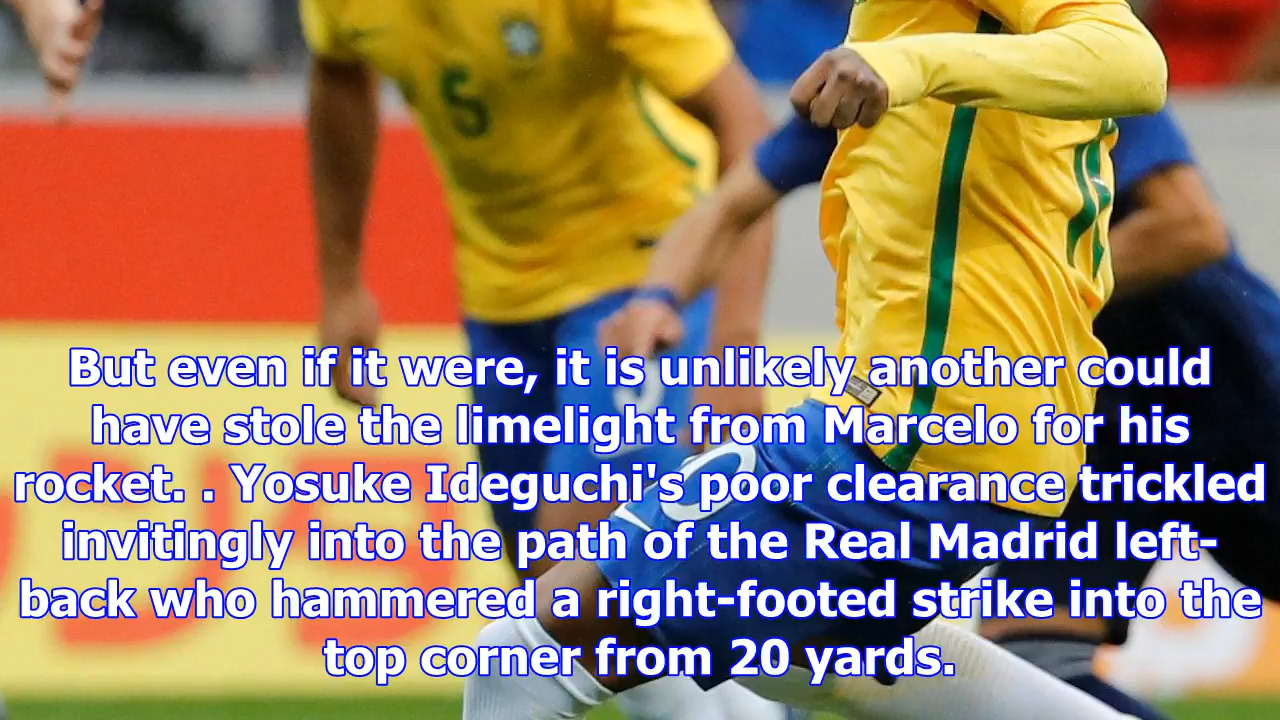 5
But even if it were, it is unlikely another could
have stole the limelight from Marcelo for his
rocket. . Yosuke Ideguchi's poor clearance trickled
invitingly into the path of the Real Madrid left-
back who hammered a right-footed strike into the
top corner from 20 yards.